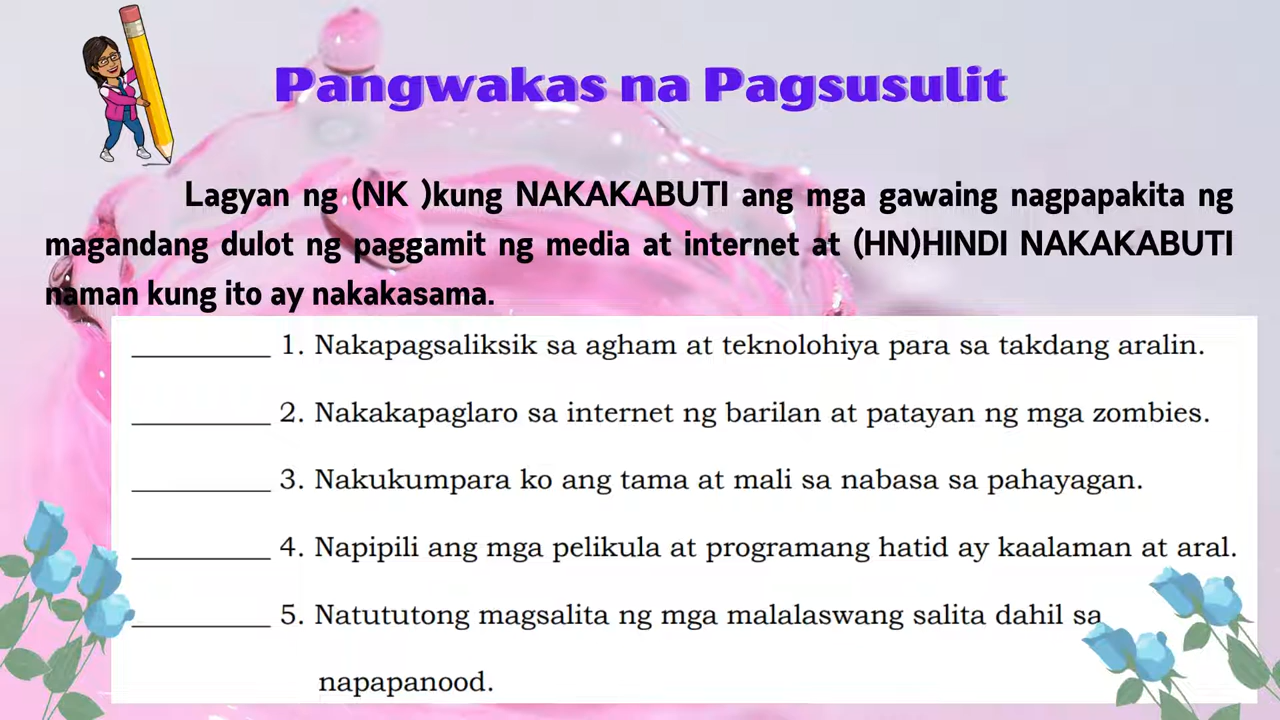 Pangwakas na Pagsusulit
Lagyan ng (NK )kung NAKAKABUTI ang mga gawaing nagpapakita ng
magandang dulot ng paggamit ng media at internet at (HN)HINDI NAKAKABUTI
naman kung ito ay nakakasama.
__________ 1. Nakapagsaliksik sa agham at teknolohiya para sa takdang aralin.
__________ 2. Nakakapaglaro sa internet ng barilan at patayan ng mga zombies.
__________ 3. Nakukumpara ko ang tama at mali sa nabasa sa pahayagan.
__________ 4. Napipili ang mga pelikula at programang hatid ay kaalaman at aral.
__________ 5. Natututong magsalita ng mga malalaswang salita dahil sa
napapanood.